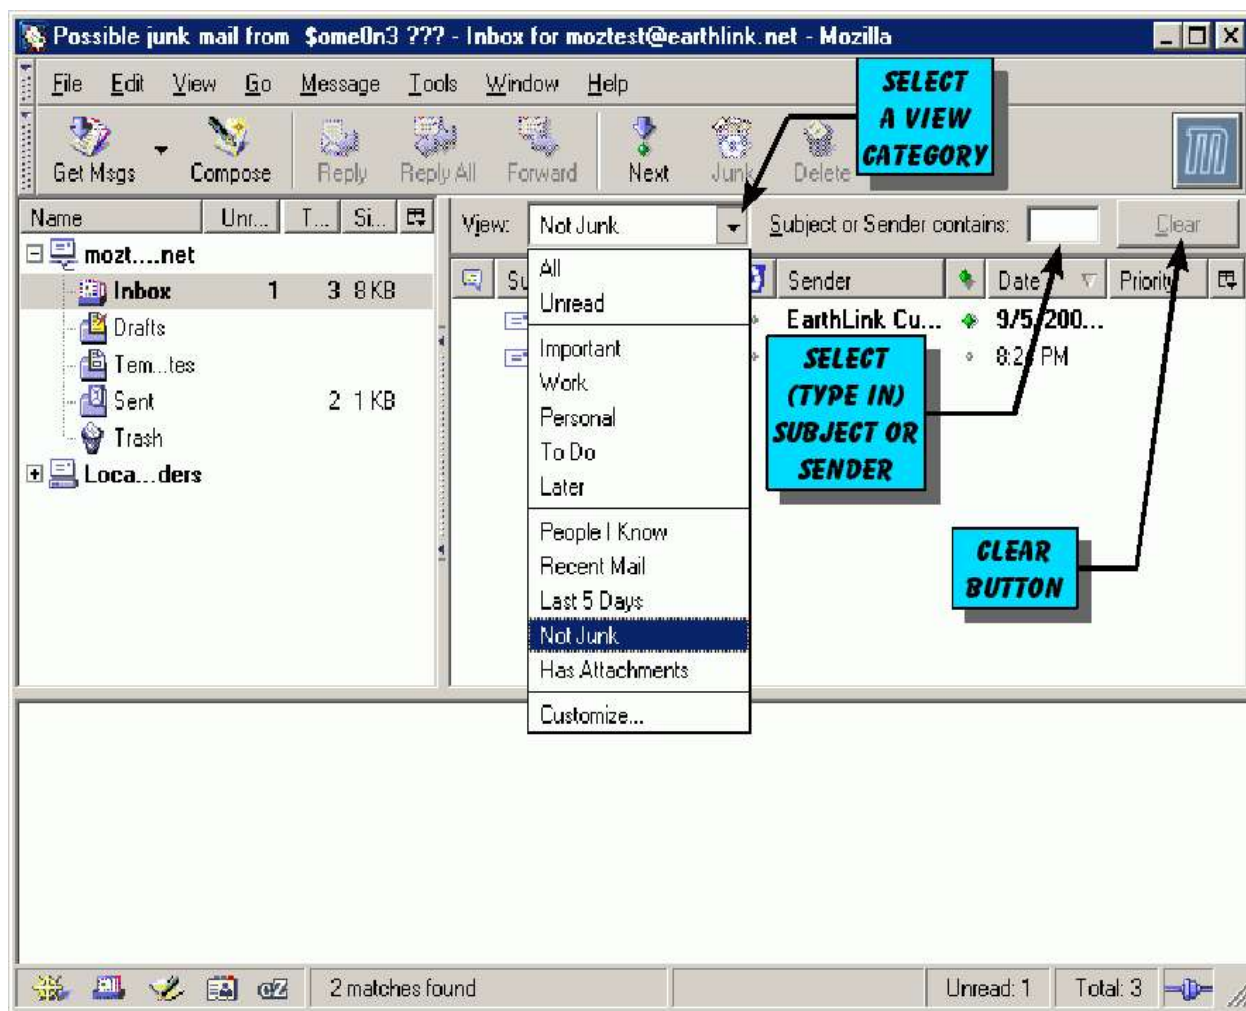 Possible junk mail from $ome0n3 ??? - Inbox for moztest@earthlink.net - Mozilla
File Edit View Go Message Tools Window Help
SELECT
A VIEW
CATEGORY
Get Msgs Compose Reply Reply All Forward Next Junk Delete
Name Unr... T... Si...
View: Not Junk Subject or Sender contains: Clear
mozt....net
Su Sender Date Priority
Inbox 1 3 8 KB
EarthLink Cu... 9/5/200...
Drafts
Tem...tes
Sent 2 1 KB
Trash
Loca...ders
All
Unread
Important
Work
Personal
To Do
Later
People I Know
Recent Mail
Last 5 Days
Not Junk
Has Attachments
Customize...
PM
SELECT
(TYPE IN)
SUBJECT OR
SENDER
CLEAR
BUTTON
2 matches found Unread: 1 Total: 3